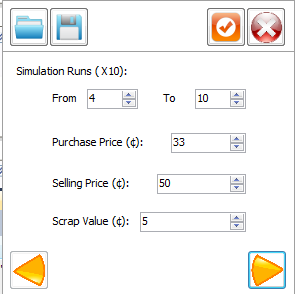 Simulation Runs ( X10):
From 4 To 10
Purchase Price (¢): 33
Selling Price (¢): 50
Scrap Value (¢): 5